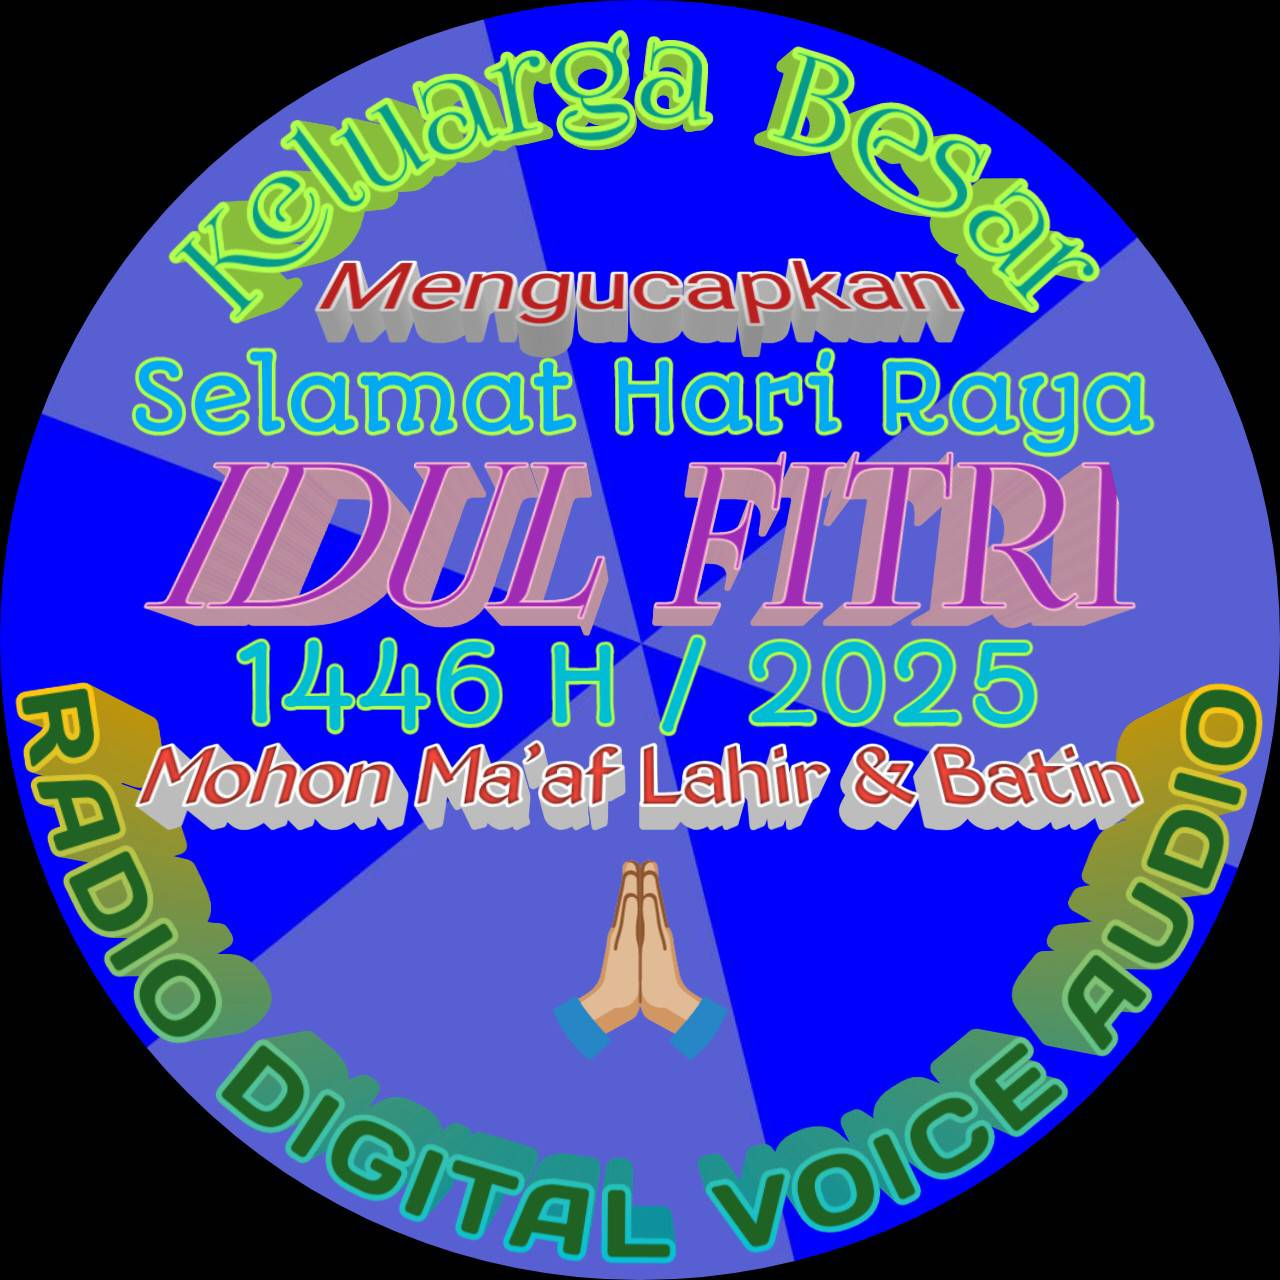 Keluarga Besar
Mengucapkan
Selamat Hari Raya
IDUL FITRI
1446 H / 2025
Mohon Ma'af Lahir & Batin
RADIO DIGITAL VOICE AUDIO